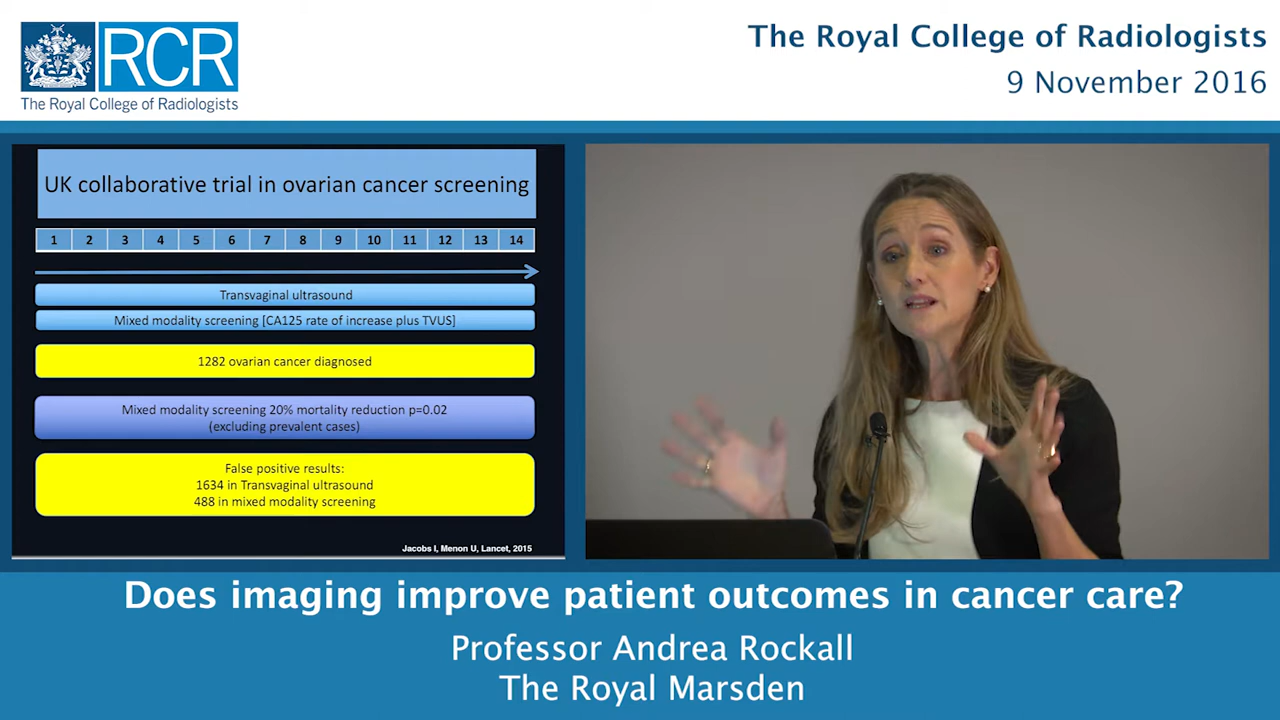 RCR
The Royal College of Radiologists
The Royal College of Radiologists
9 November 2016
UK collaborative trial in ovarian cancer screening
1 2 3 4 5 6 7 8 9 10 11 12 13 14
Transvaginal ultrasound
Mixed modality screening [CA125 rate of increase plus TVUS]
1282 ovarian cancer diagnosed
Mixed modality screening 20% mortality reduction p=0.02
(excluding prevalent cases)
False positive results:
1634 in Transvaginal ultrasound
488 in mixed modality screening
Jacobs I, Menon U, Lancet, 2015
Does imaging improve patient outcomes in cancer care?
Professor Andrea Rockall
The Royal Marsden